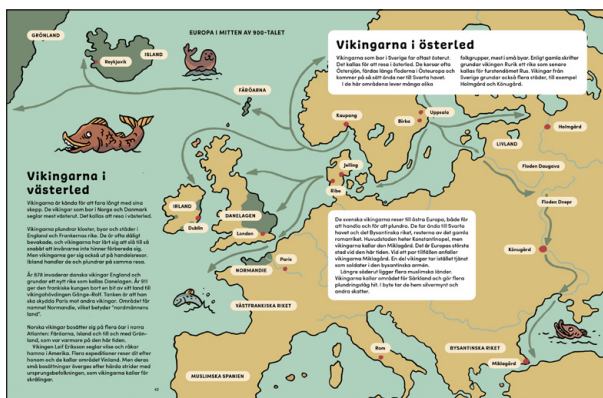 GRÖNLAND
ISLAND
Reykjavik
EUROPA I MITTEN AV 900-TALET
FÄRÖARNA
Vikingarna i österled
Vikingarna som bor i Sverige far oftast österut.
Det kallas för att resa i österled. De korsar ofta
Östersjön, färdas längs floderna i Östeuropa och
kommer på så sätt ända ner till Svarta havet.
I de här områdena lever många olika
folkgrupper, mest i små byar. Enligt gamla skrifter
grundar vikingen Rurik ett rike som senare
kallas för furstendömet Rus. Vikingar från
Sverige grundar också flera städer, till exempel
Holmgård och Könugård.
Kaupang
Birka
Uppsala
Holmgård
LIVLAND
Floden Daugava
Floden Dnepr
Könugård
Jelling
Ribe
Vikingarna i
västerled
Vikingarna är kända för att fara långt med sina
skepp. De vikingar som bor i Norge och Danmark
seglar mest västerut. Det kallas att resa i västerled.
Vikingarna plundrar kloster, byar och städer i
England och Frankernas rike. De är ofta dåligt
bevakade, och vikingarna har lärt sig att slå till så
snabbt att invånarna inte hinner förbereda sig.
Men vikingarna ger sig också ut på handelsresor.
Ibland handlar de och plundrar på samma resa.
År 878 invaderar danska vikingar England och
grundar ett nytt rike som kallas Danelagen. År 911
ger den franske kungen bort en bit av sitt land till
vikingahövdingen Gånge-Rolf. Tanken är att han
ska skydda Paris mot andra vikingar. Området får
namnet Normandie, vilket betyder "nordmännens
land".
Norska vikingar bosätter sig på flera öar i norra
Atlanten: Färöarna, Island och till och med Grön-
land, som var varmare på den här tiden.
Vikingen Leif Eriksson seglar vilse och råkar
hamna i Amerika. Flera expeditioner reser dit efter
honom och de kallar området Vinland. Men deras
små bosättningar överges efter hårda strider med
ursprungsbefolkningen, som vikingarna kallar för
skrälingar.
IRLAND
Dublin
DANELAGEN
London
NORMANDIE
Paris
VÄSTFRANKISKA RIKET
De svenska vikingarna reser till östra Europa, både för
att handla och för att plundra. De tar ända till Svarta
havet och det Bysantinska riket, resterna av det gamla
romarriket. Huvudstaden heter Konstantinopel, men
vikingarna kallar den Miklagård. Det är Europas största
stad vid den här tiden. Vid ett par tillfällen anfaller
vikingarna Miklagård. En del vikingar tar istället tjänst
som soldater i den bysantinska armén.
Längre söderut ligger flera muslimska länder.
Vikingarna kallar området för Särkland och gör flera
plundringståg hit. I byte tar de hem silvermynt och
andra skatter.
Rom
BYSANTINSKA RIKET
Miklagård
MUSLIMSKA SPANIEN